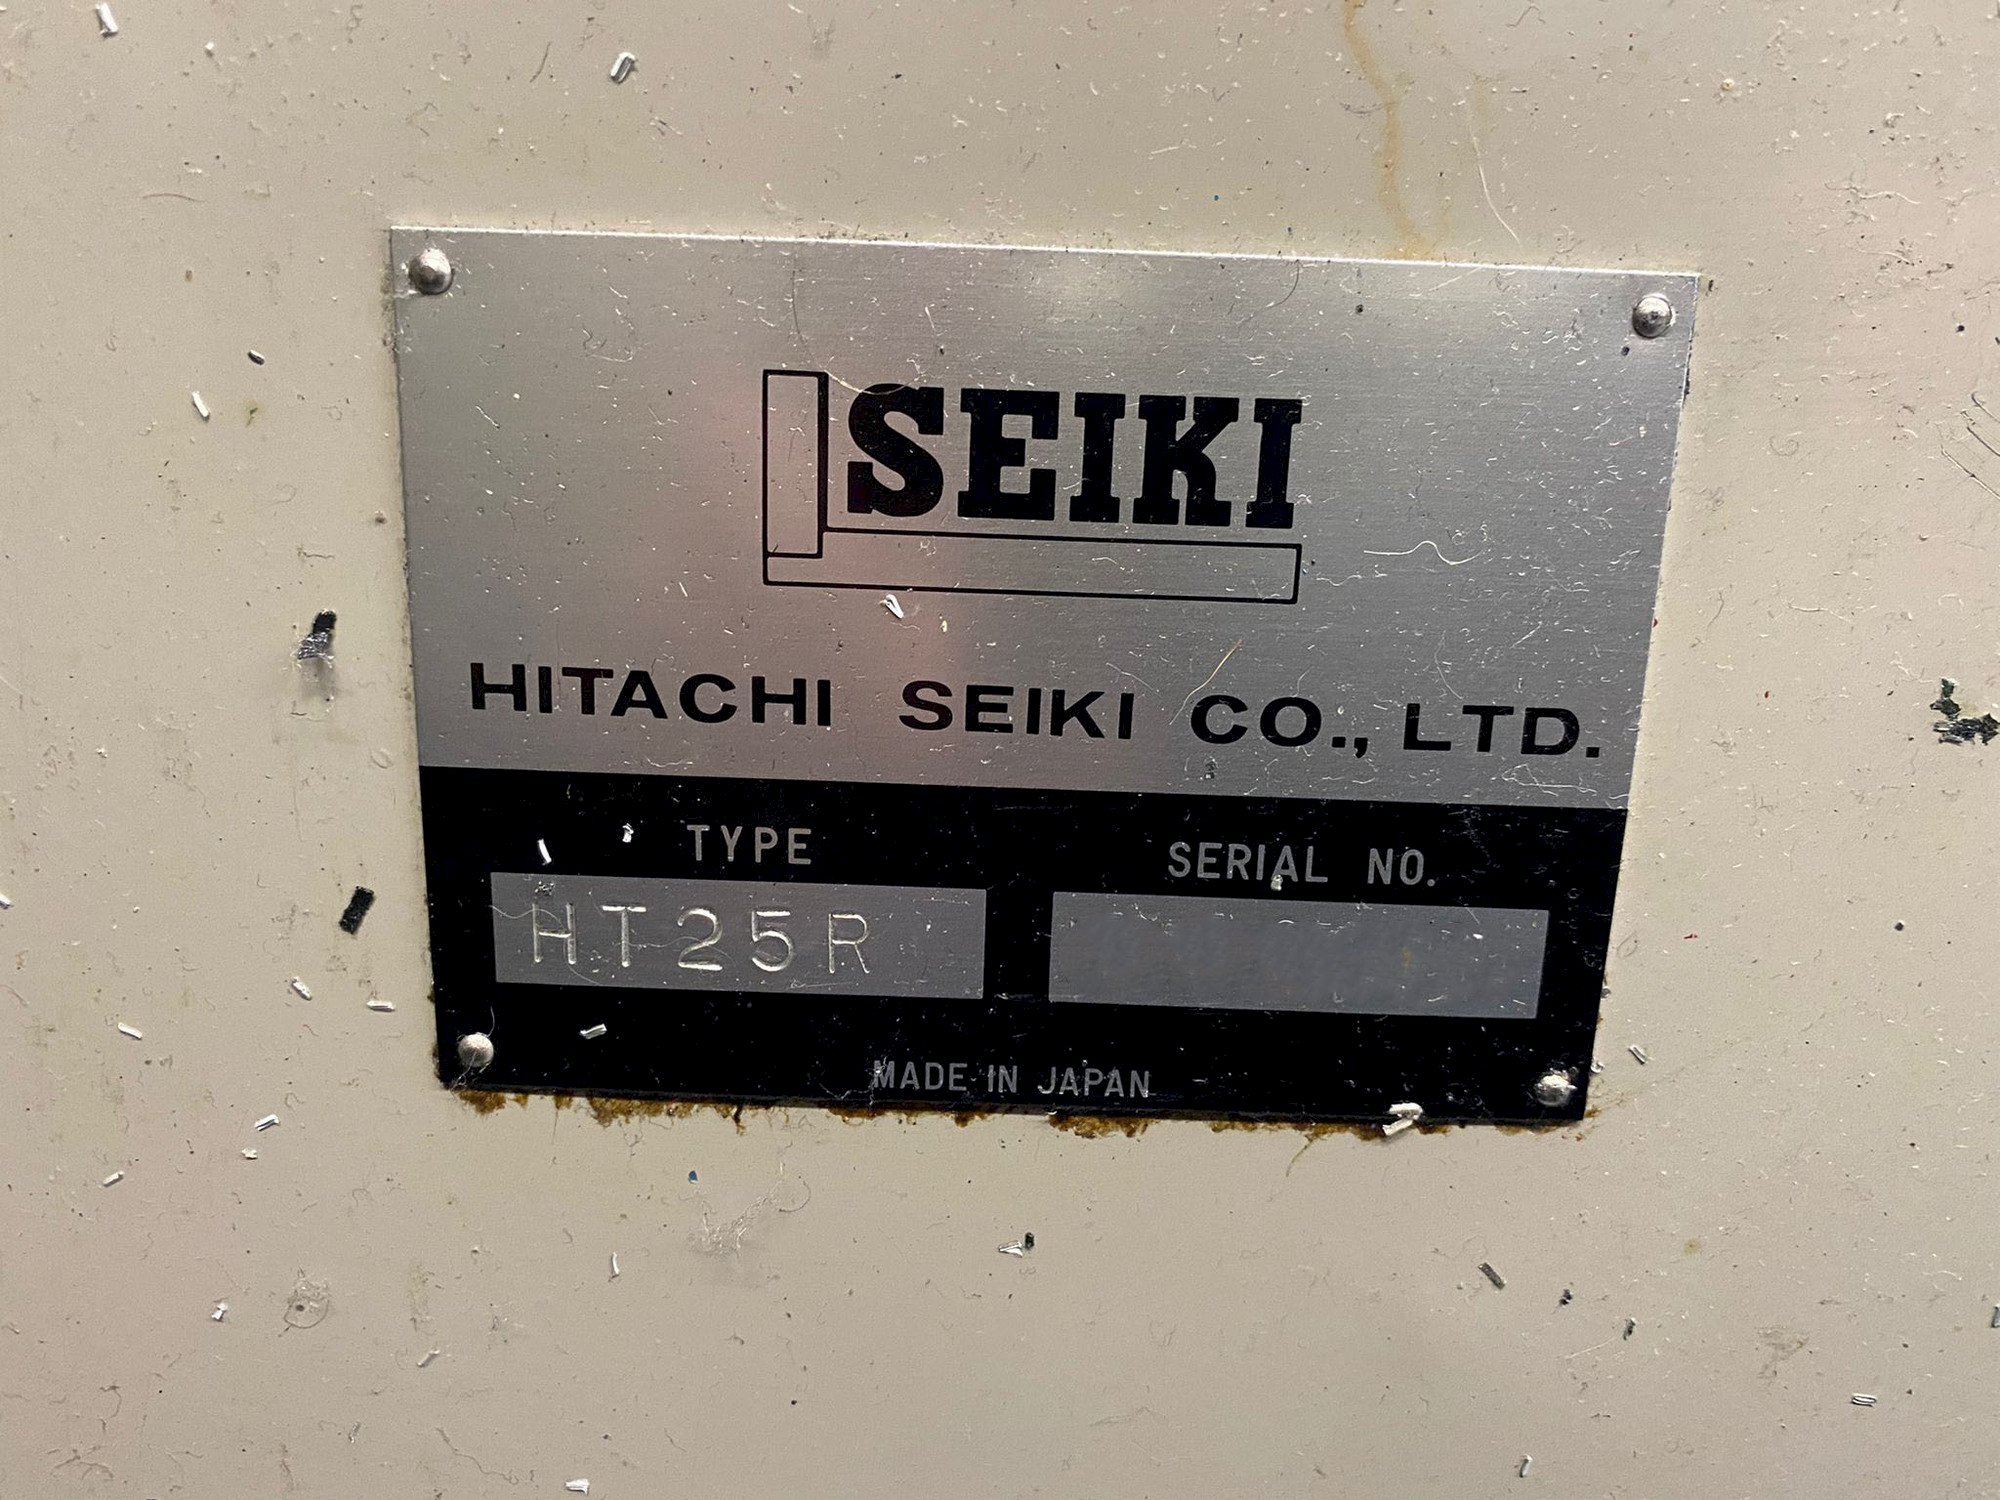 SEIKI
HITACHI SEIKI CO., LTD.
TYPE SERIAL NO.
HT25R
MADE IN JAPAN